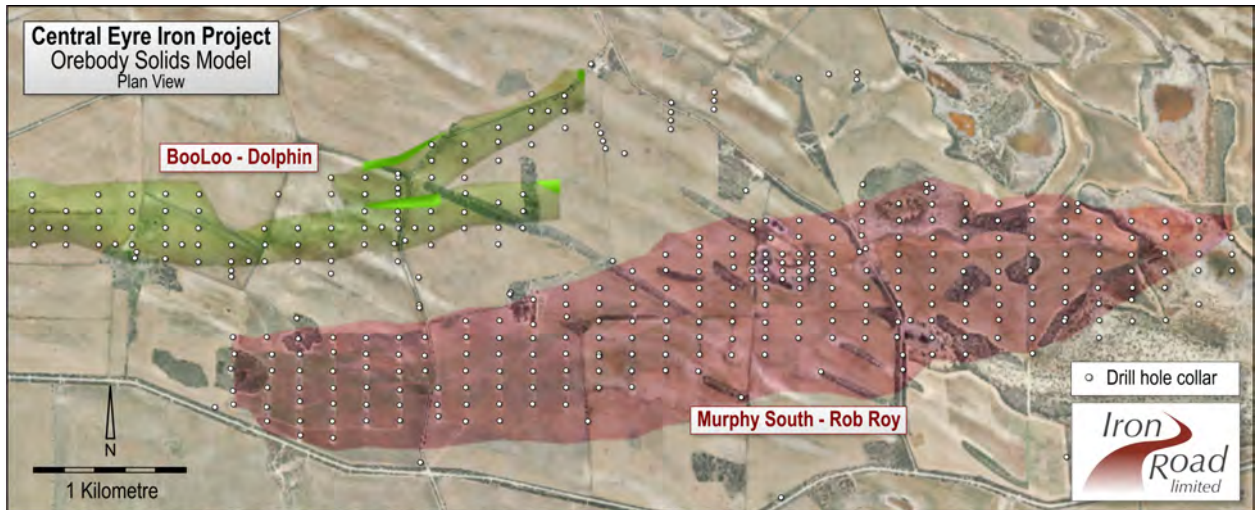 Central Eyre Iron Project
Orebody Solids Model
Plan View
BooLoo - Dolphin
Murphy South - Rob Roy
Drill hole collar
N
1 Kilometre
Iron
Road
limited